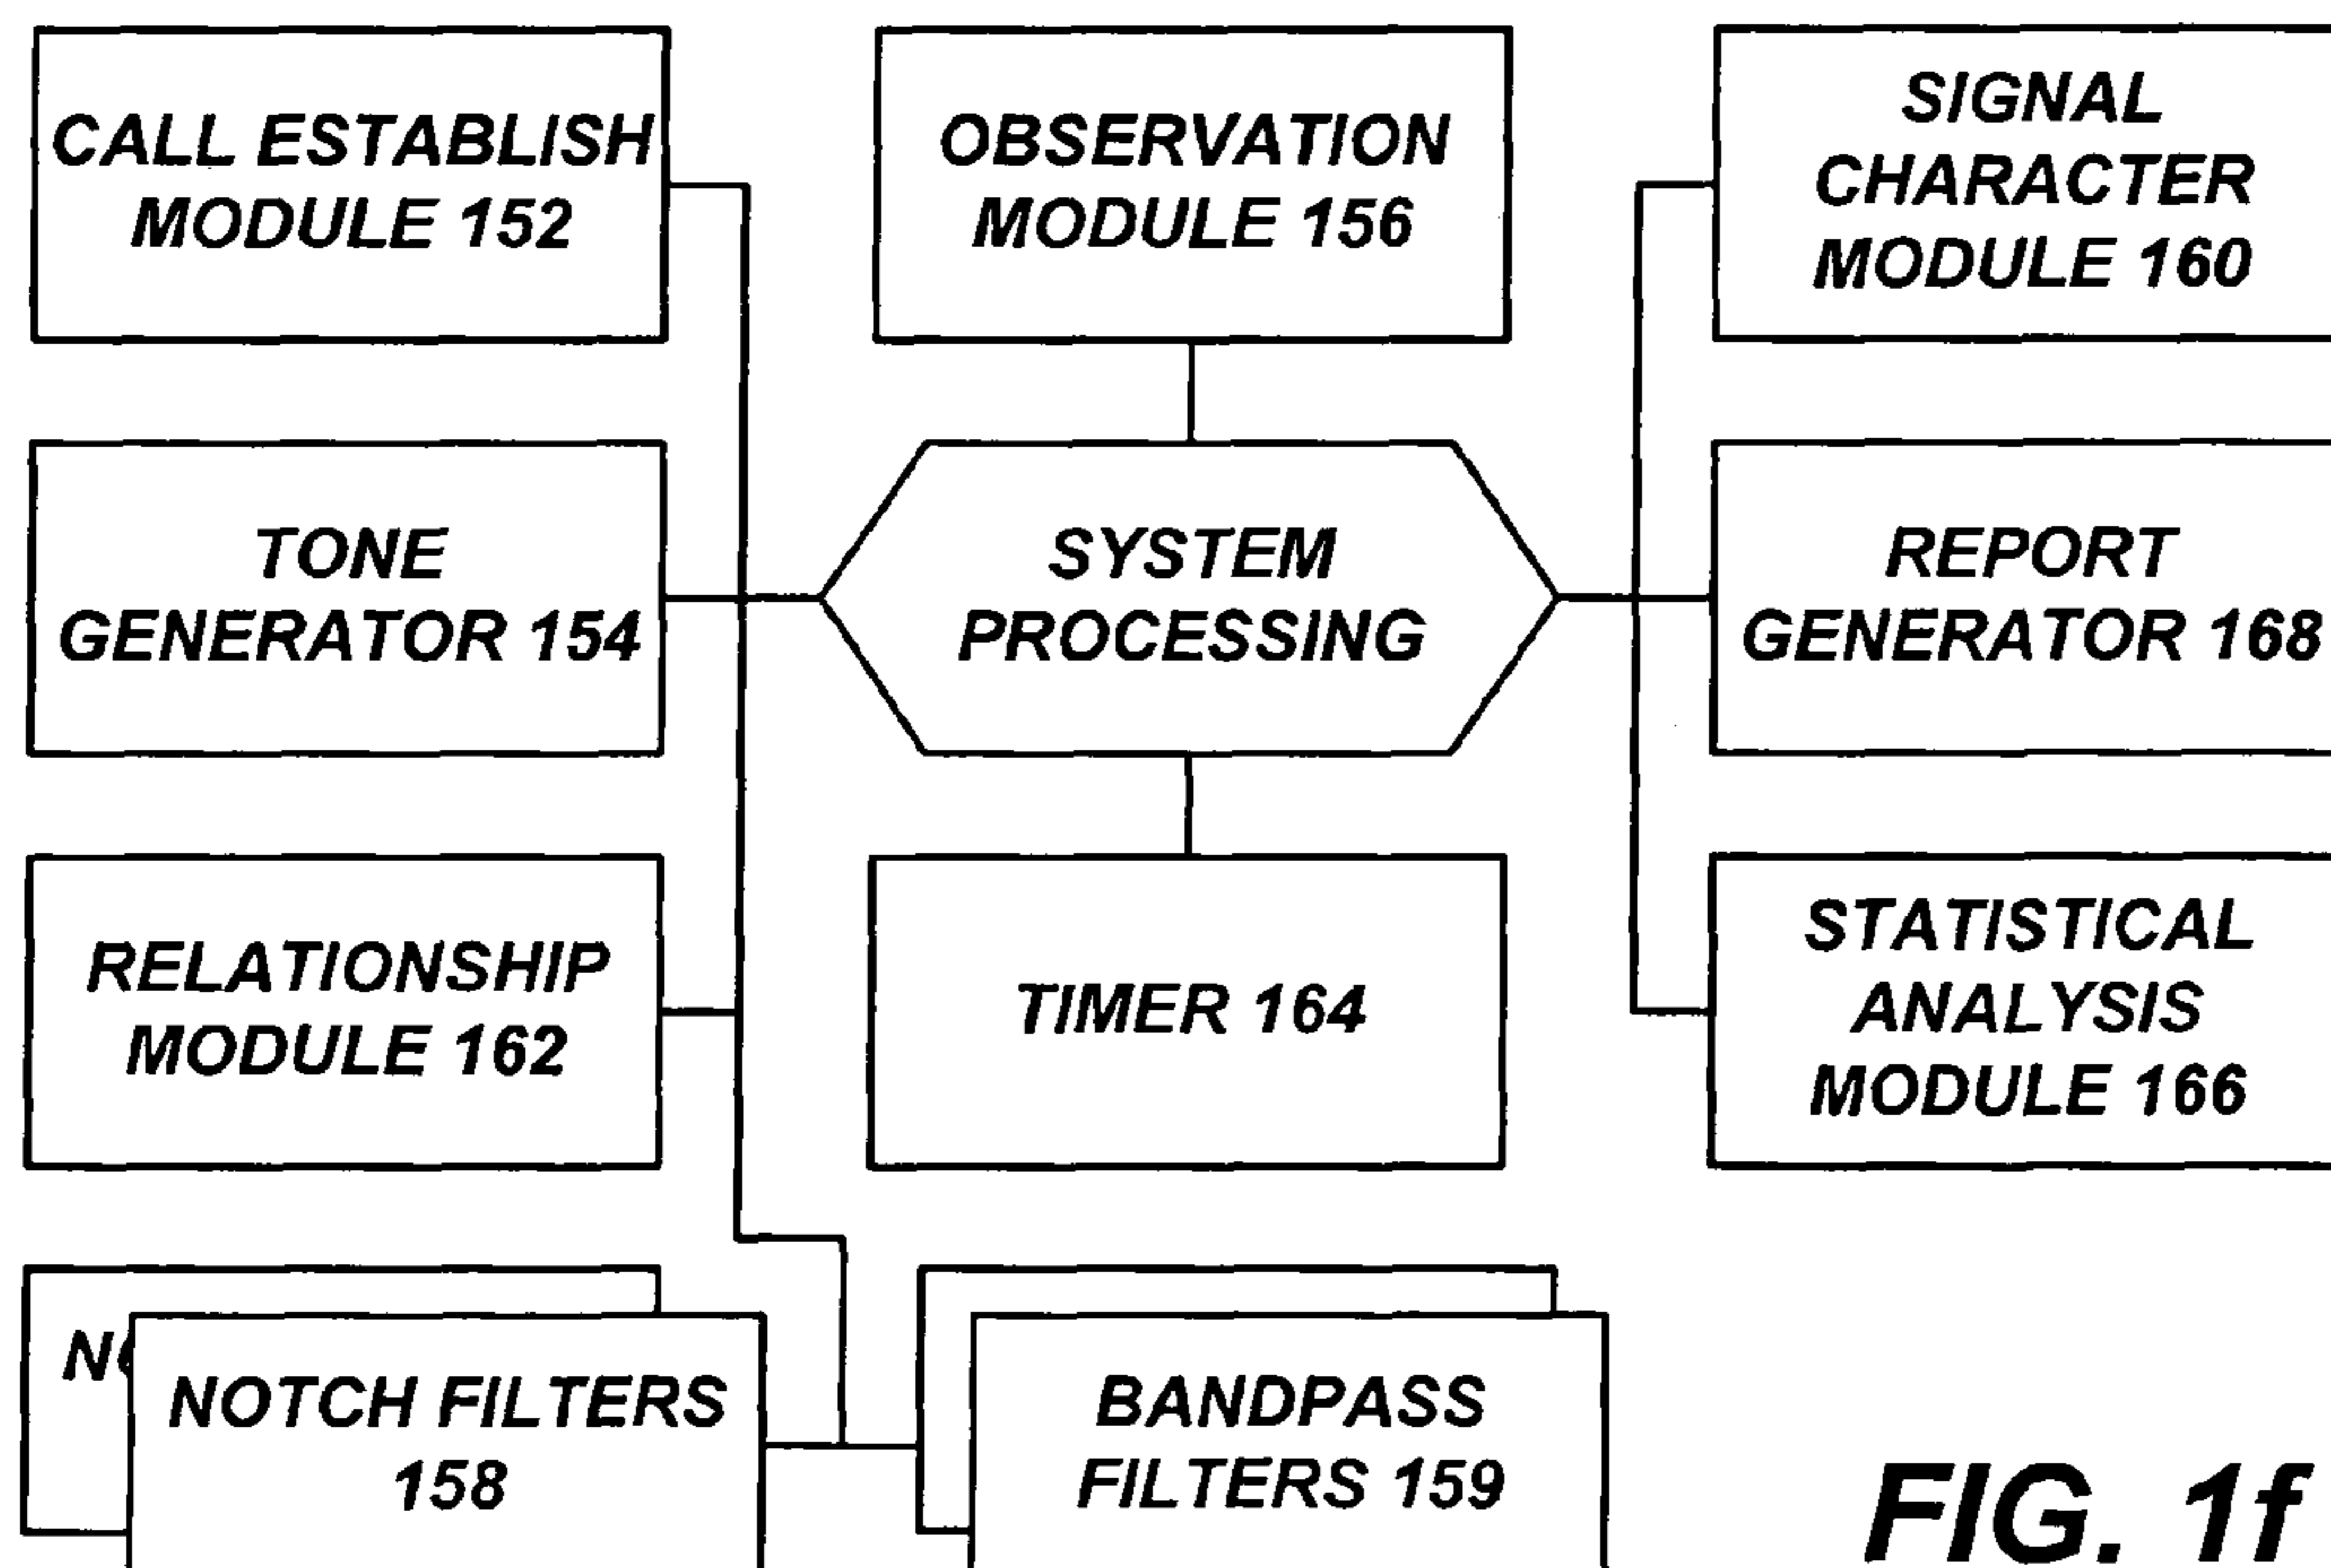 CALL ESTABLISH
MODULE 152
OBSERVATION
MODULE 156
SIGNAL
CHARACTER
MODULE 160
TONE
GENERATOR 154
SYSTEM
PROCESSING
REPORT
GENERATOR 168
RELATIONSHIP
MODULE 162
TIMER 164
STATISTICAL
ANALYSIS
MODULE 166
NOTCH FILTERS
158
BANDPASS
FILTERS 159
FIG. 1f